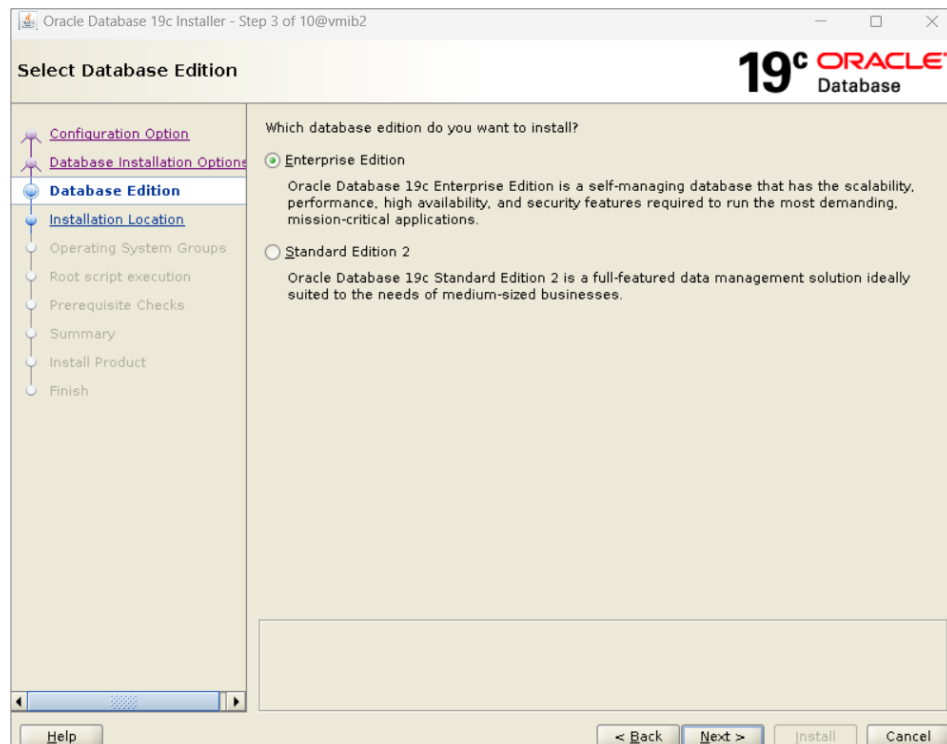 Oracle Database 19c Installer - Step 3 of 10@vmib2
Select Database Edition
19c ORACLE
Database
Configuration Option
Database Installation Options
Database Edition
Installation Location
Operating System Groups
Root script execution
Prerequisite Checks
Summary
Install Product
Finish
Which database edition do you want to install?
Enterprise Edition
Oracle Database 19c Enterprise Edition is a self-managing database that has the scalability,
performance, high availability, and security features required to run the most demanding,
mission-critical applications.
Standard Edition 2
Oracle Database 19c Standard Edition 2 is a full-featured data management solution ideally
suited to the needs of medium-sized businesses.
Help
< Back
Next >
Install
Cancel